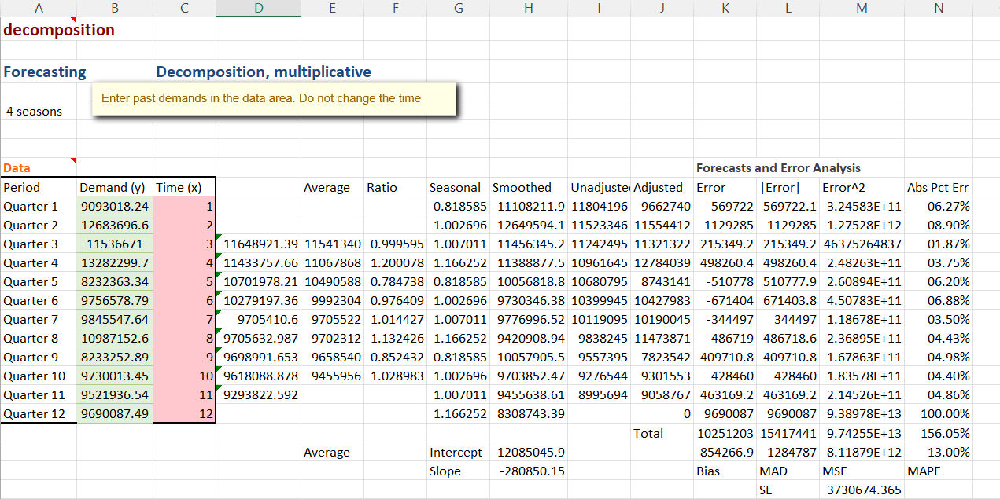 A B C D E F G H I J K L M N
decomposition
Forecasting Decomposition, multiplicative
Enter past demands in the data area. Do not change the time
4 seasons
Data Forecasts and Error Analysis
Period Demand (y) Time (x) Average Ratio Seasonal Smoothed Unadjuste Adjusted Error |Error| Error^2 Abs Pct Err
Quarter 1 9093018.24 1 0.818585 11108211.9 11804196 9662740 -569722 569722.1 3.24583E+11 06.27%
Quarter 2 12683696.6 2 1.002696 12649594.1 11523346 11554412 1129285 1129285 1.27528E+12 08.90%
Quarter 3 11536671 3 11648921.39 11541340 0.999595 1.007011 11456345.2 11242495 11321322 215349.2 215349.2 46375264837 01.87%
Quarter 4 13282299.7 4 11433757.66 11067868 1.200078 1.166252 11388877.5 10961645 12784039 498260.4 498260.4 2.48263E+11 03.75%
Quarter 5 8232363.34 5 10701978.21 10490588 0.784738 0.818585 10056818.8 10680795 8743141 -510778 510777.9 2.60894E+11 06.20%
Quarter 6 9756578.79 6 10279197.36 9992304 0.976409 1.002696 9730346.38 10399945 10427983 -671404 671403.8 4.50783E+11 06.88%
Quarter 7 9845547.64 7 9705410.6 9705522 1.014427 1.007011 9776996.52 10119095 10190045 -344497 344497 1.18678E+11 03.50%
Quarter 8 10987152.6 8 9705632.987 9702312 1.132426 1.166252 9420908.94 9838245 11473871 -486719 486718.6 2.36895E+11 04.43%
Quarter 9 8233252.89 9 9698991.653 9658540 0.852432 0.818585 10057905.5 9557395 7823542 409710.8 409710.8 1.67863E+11 04.98%
Quarter 10 9730013.45 10 9618088.878 9455956 1.028983 1.002696 9703852.47 9276544 9301553 428460 428460 1.83578E+11 04.40%
Quarter 11 9521936.54 11 9293822.592 1.007011 9455638.61 8995694 9058767 463169.2 463169.2 2.14526E+11 04.86%
Quarter 12 9690087.49 12 1.166252 8308743.39 0 9690087 9690087 9.38978E+13 100.00%
Total 10251203 15417441 9.74255E+13 156.05%
Average Intercept 12085045.9 854266.9 1284787 8.11879E+12 13.00%
Slope -280850.15 Bias MAD MSE MAPE
SE 3730674.365